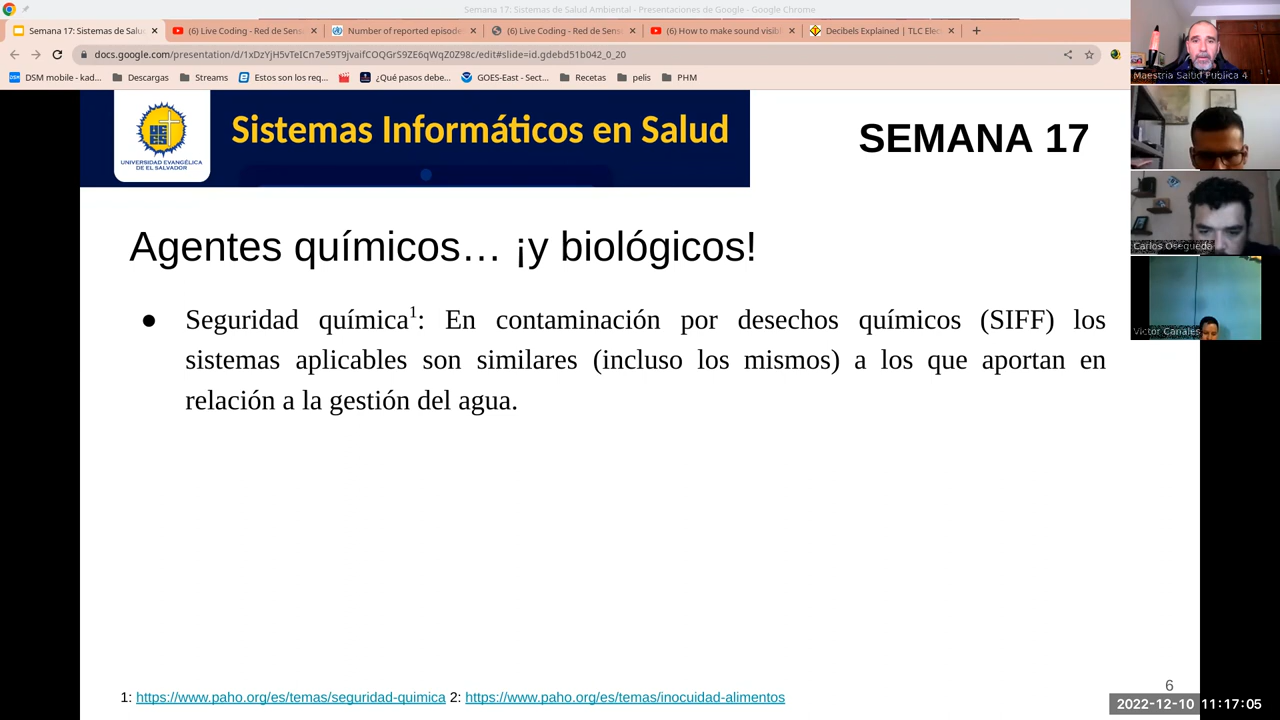 Semana 17: Sistemas de Salud Ambiental - Presentaciones de Google - Google Chrome
Semana 17: Sistemas de Salu
(6) Live Coding - Red de Sens
Number of reported episode
(6) Live Coding - Red de Sens
(6) How to make sound visib
Decibels Explained | TLC Elec
docs.google.com/presentation/d/1xDzYjH5vTeICn7e59T9jvaifCOQGrS9ZE6qWqZ0Z98c/edit#slide=id.gdebd51b042_0_20
DSM mobile - kad...
Descargas
Streams
Estos son los req...
¿Qué pasos debe...
GOES-East - Sect...
Recetas
pelis
PHM
Maestria Salud Publica 4
Carlos Osegueda
Victor Canales
UNIVERSIDAD EVANGÉLICA
DE EL SALVADOR
Sistemas Informáticos en Salud
SEMANA 17
Agentes químicos… ¡y biológicos!
● Seguridad química¹: En contaminación por desechos químicos (SIFF) los
sistemas aplicables son similares (incluso los mismos) a los que aportan en
relación a la gestión del agua.
1: https://www.paho.org/es/temas/seguridad-quimica 2: https://www.paho.org/es/temas/inocuidad-alimentos
6
2022-12-10 11:17:05